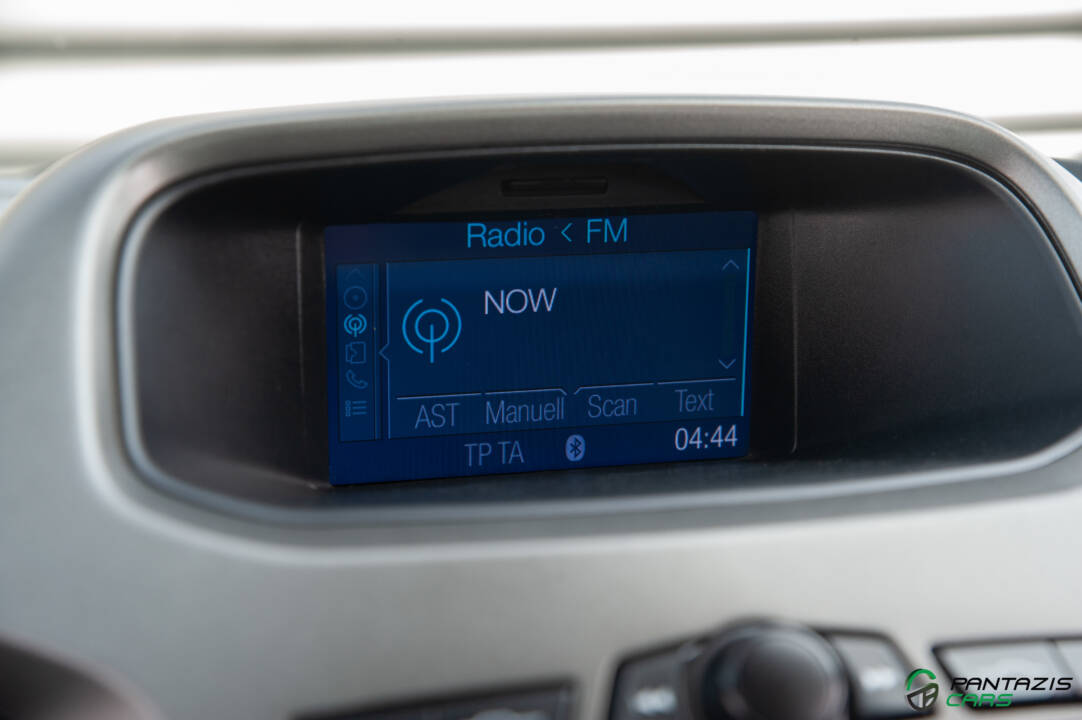 Radio < FM
NOW
AST Manuell Scan Text
TP TA 04:44
PANTAZIS
CARS